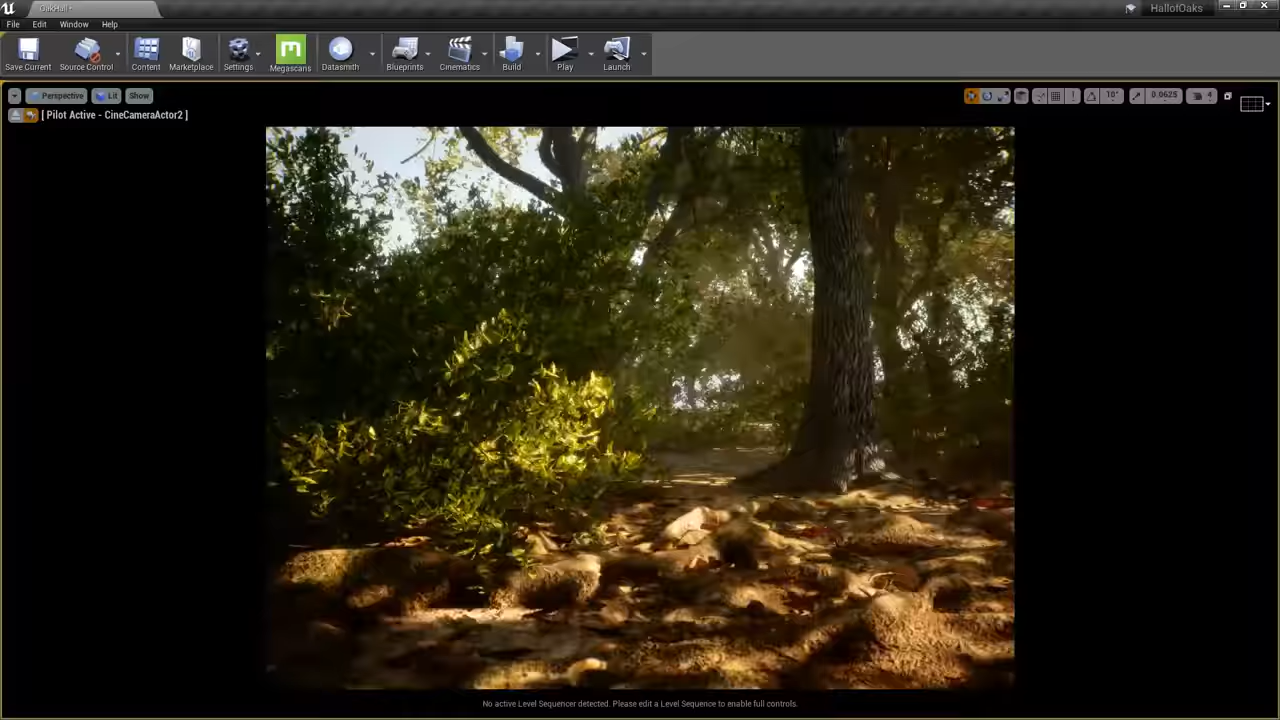 OakHall•
HallofOaks
File Edit Window Help
Save Current Source Control Content Marketplace Settings Megascans Datasmith Blueprints Cinematics Build Play Launch
Perspective Lit Show
10° 0.0625 4
[ Pilot Active - CineCameraActor2 ]
No active Level Sequencer detected. Please edit a Level Sequence to enable full controls.